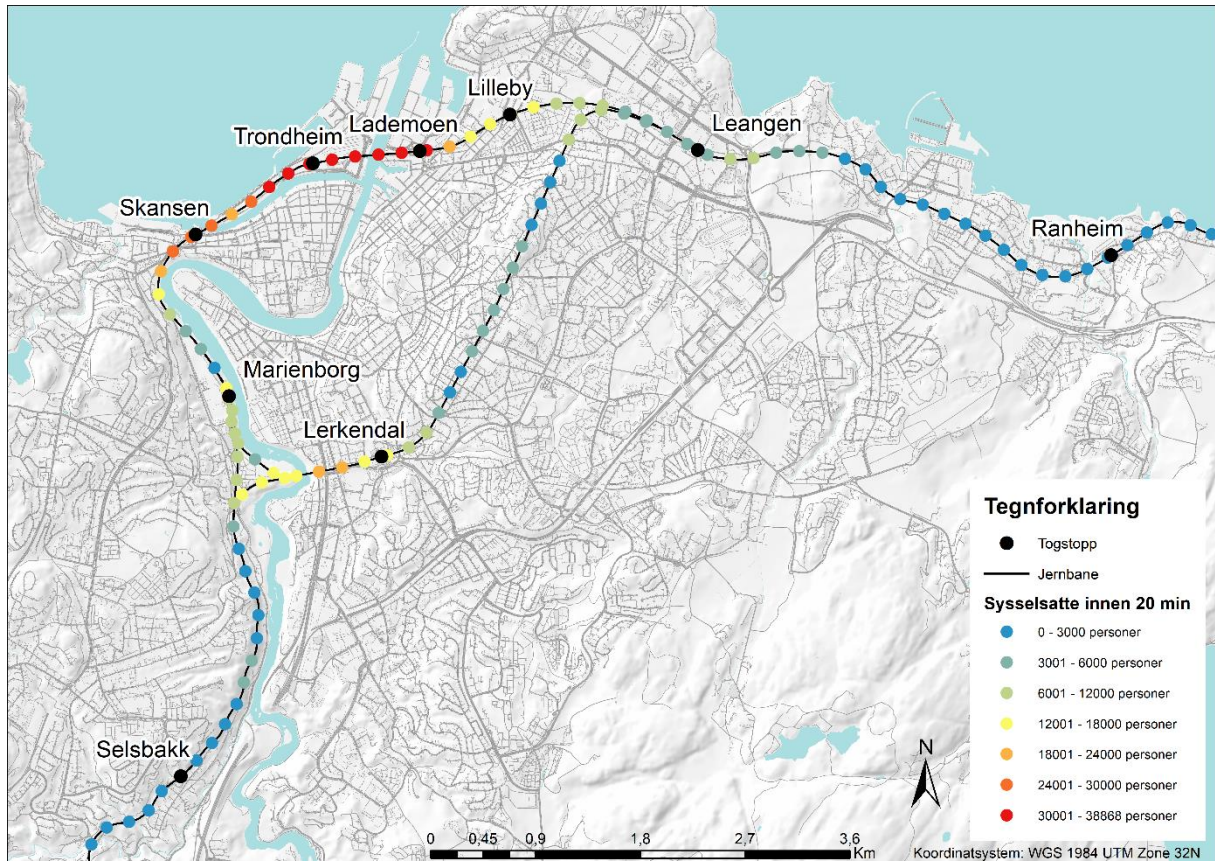 Lilleby
Trondheim
Lademoen
Leangen
Skansen
Ranheim
Marienborg
Lerkendal
Selsbakk
Tegnforklaring
Togstopp
Jernbane
Sysselsatte innen 20 min
0 - 3000 personer
3001 - 6000 personer
6001 - 12000 personer
12001 - 18000 personer
18001 - 24000 personer
24001 - 30000 personer
30001 - 38868 personer
N
0 0,45 0,9 1,8 2,7 3,6
Km
Koordinatsystem: WGS 1984 UTM Zone 32N